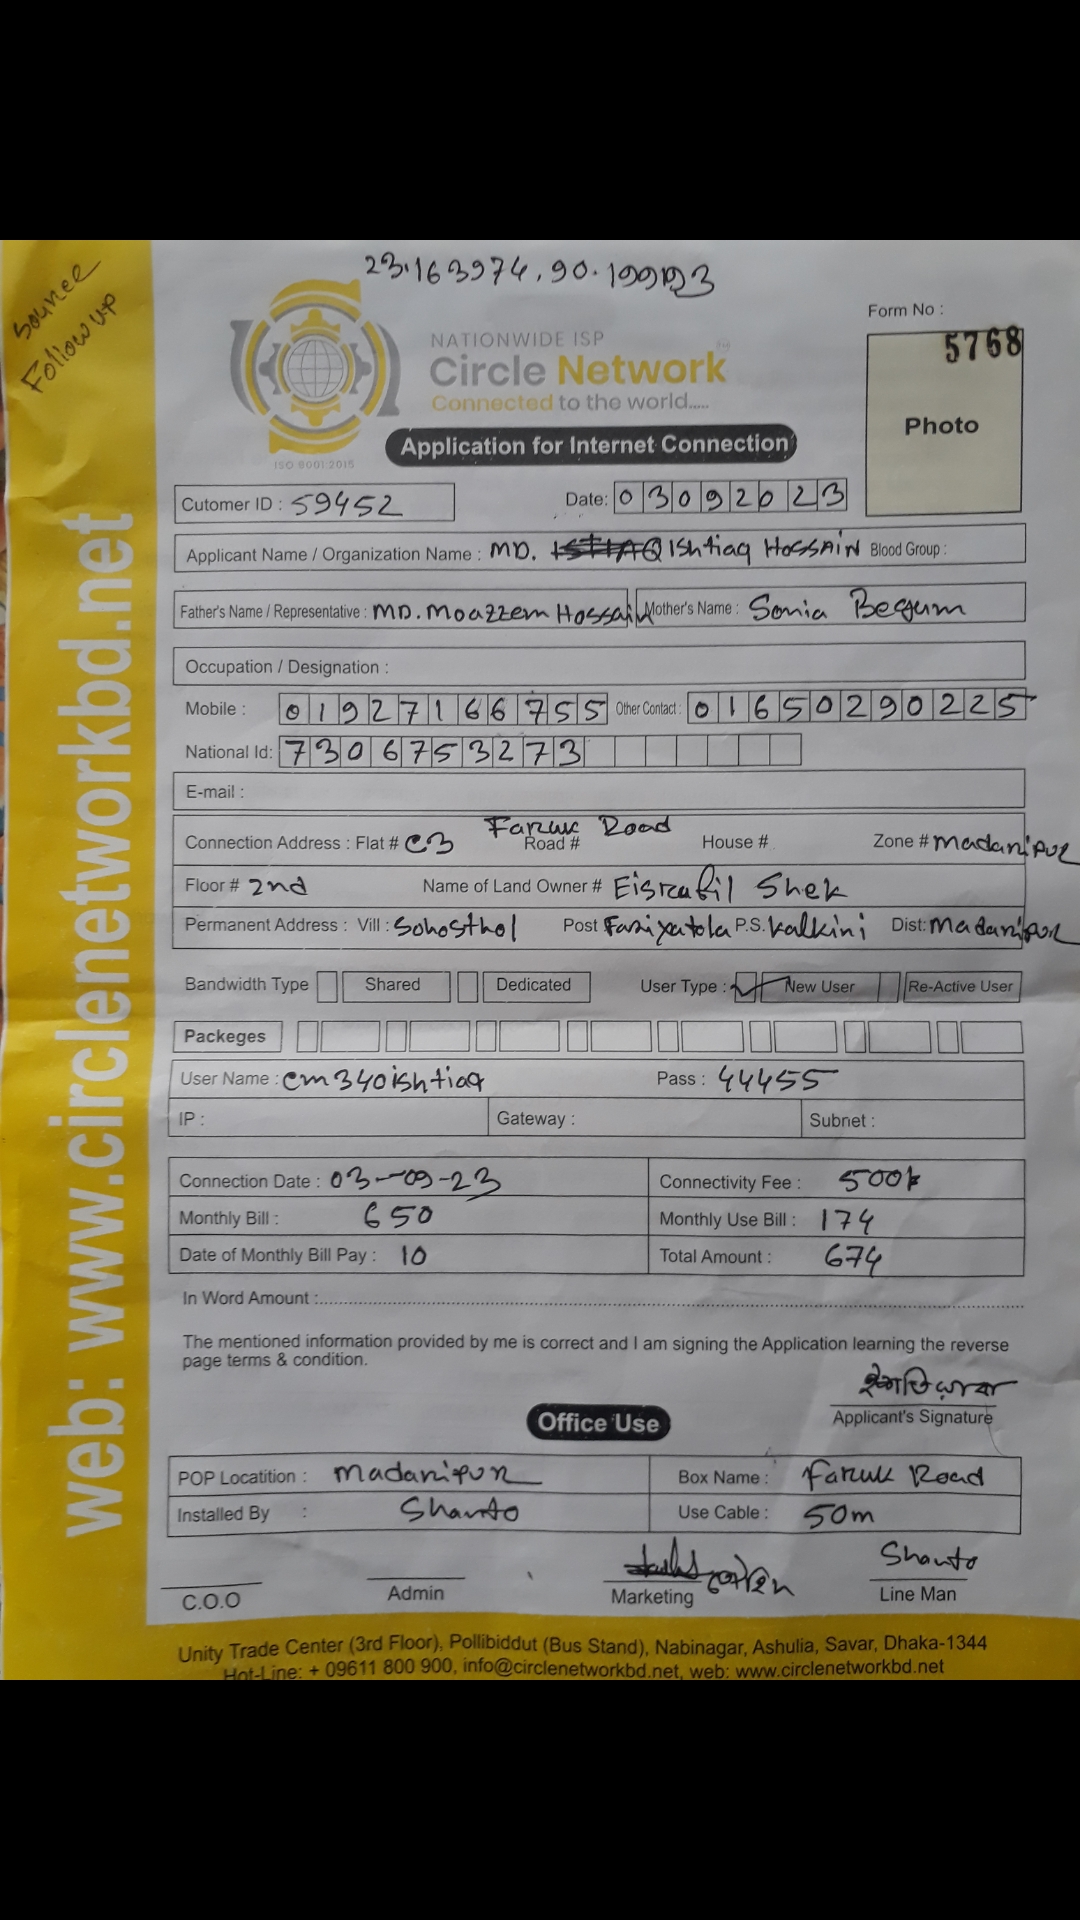 Sounce
Follow up
23.163974, 90.199193
NATIONWIDE ISP
Circle Network
Connected to the world.....
ISO 9001:2015
Application for Internet Connection
Form No :
5768
Photo
Cutomer ID : 59452 Date: 03092023
Applicant Name / Organization Name : MD. Ishtiaq HOSSAIN Blood Group :
Father's Name / Representative : MD. Moazzem Hossain Mother's Name : Sonia Begum
Occupation / Designation :
Mobile : 01927166755 Other Contact : 01650290225
National Id: 7306753273
E-mail :
Connection Address : Flat # C3 Road # Faruk Road House # Zone # Madaripur
Floor # 2nd Name of Land Owner # Eisrafil Shek
Permanent Address : Vill : Sohosthol Post Fasiyatola P.S. Kalkini Dist: Madaripur
Bandwidth Type Shared Dedicated User Type : New User Re-Active User
Packeges
User Name : cm340ishtiaq Pass : 44455
IP : Gateway : Subnet :
Connection Date : 03-09-23 Connectivity Fee : 500
Monthly Bill : 650 Monthly Use Bill : 174
Date of Monthly Bill Pay : 10 Total Amount : 674
In Word Amount :
The mentioned information provided by me is correct and I am signing the Application learning the reverse
page terms & condition.
Applicant's Signature
Office Use
POP Locatition : Madaripur Box Name : Faruk Road
Installed By : Shanto Use Cable : 50m
Shanto
C.O.O Admin Marketing Line Man
Unity Trade Center (3rd Floor), Pollibiddut (Bus Stand), Nabinagar, Ashulia, Savar, Dhaka-1344
Hot-Line: + 09611 800 900, info@circlenetworkbd.net, web: www.circlenetworkbd.net
web: www.circlenetworkbd.net